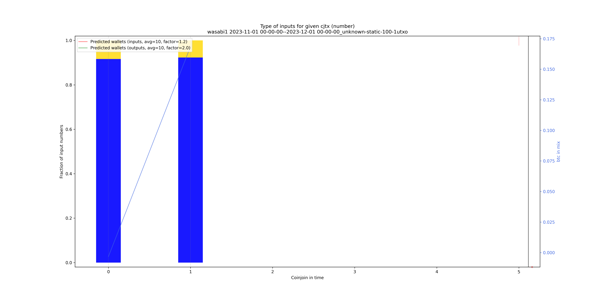 Type of inputs for given cjtx (number)
wasabi1 2023-11-01 00-00-00--2023-12-01 00-00-00_unknown-static-100-1utxo
Predicted wallets (inputs, avg=10, factor=1.2)
Predicted wallets (outputs, avg=10, factor=2.0)
1.0
0.8
0.6
0.4
0.2
0.0
Fraction of input numbers
0.175
0.150
0.125
0.100
0.075
0.050
0.025
0.000
btc in mix
0 1 2 3 4 5
Coinjoin in time